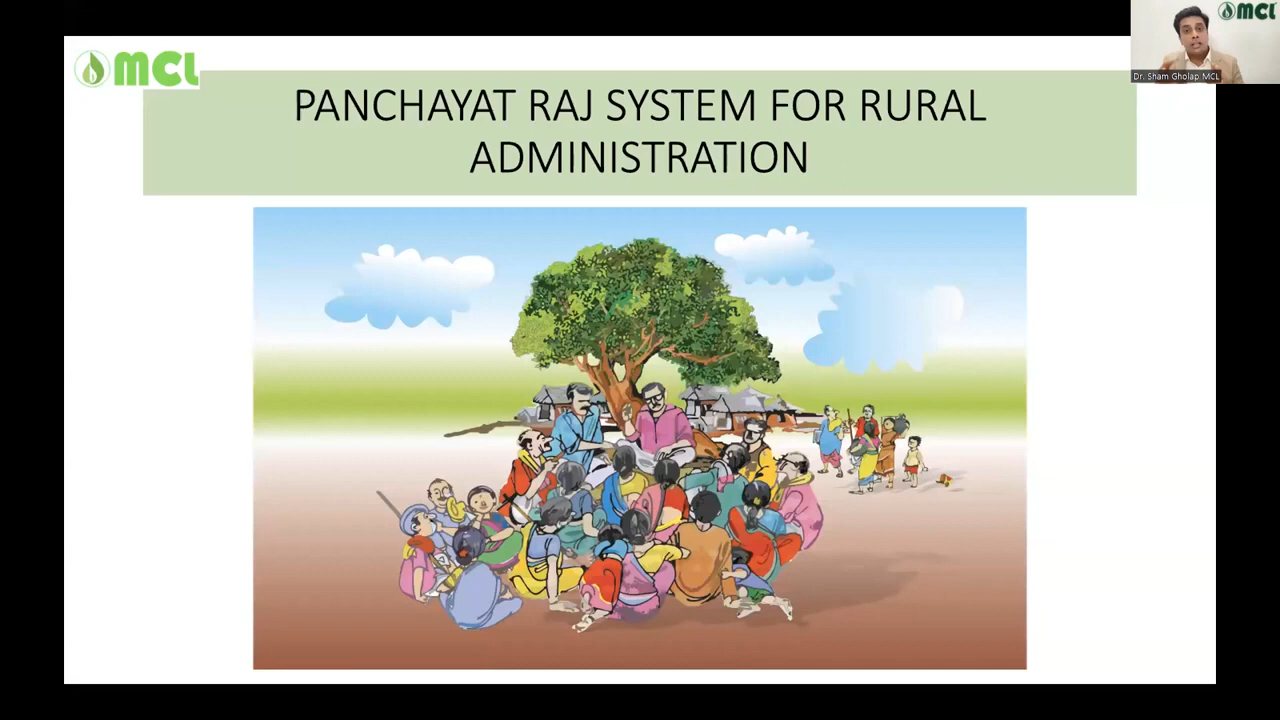 MCL
PANCHAYAT RAJ SYSTEM FOR RURAL
ADMINISTRATION
MCL
Dr. Sham Gholap MCL